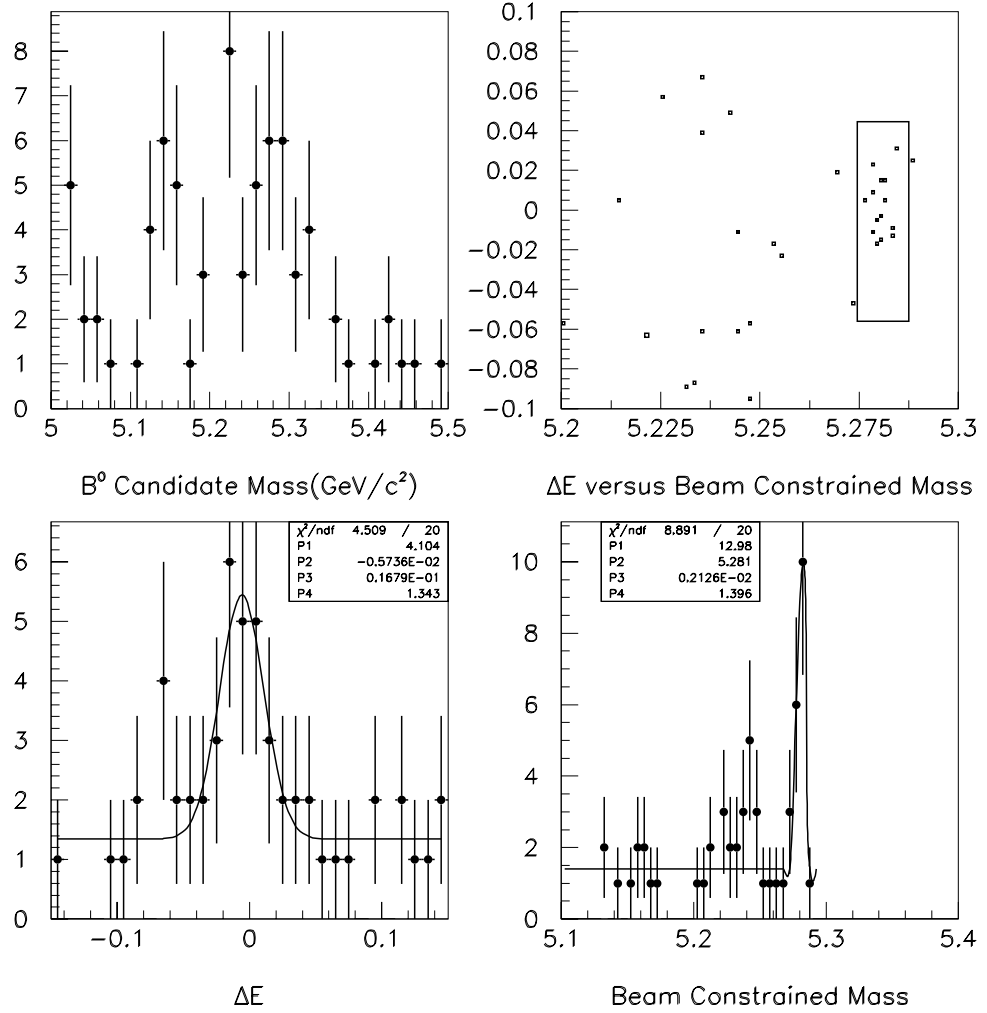 8
7
6
5
4
3
2
1
0
5 5.1 5.2 5.3 5.4 5.5
B⁰ Candidate Mass(GeV/c²)
0.1
0.08
0.06
0.04
0.02
0
−0.02
−0.04
−0.06
−0.08
−0.1
5.2 5.225 5.25 5.275 5.3
ΔE versus Beam Constrained Mass
χ²/ndf 4.509 / 20
P1 4.104
P2 −0.5736E−02
P3 0.1679E−01
P4 1.343
6
5
4
3
2
1
0
−0.1 0 0.1
ΔE
χ²/ndf 8.891 / 20
P1 12.98
P2 5.281
P3 0.2126E−02
P4 1.396
10
8
6
4
2
0
5.1 5.2 5.3 5.4
Beam Constrained Mass